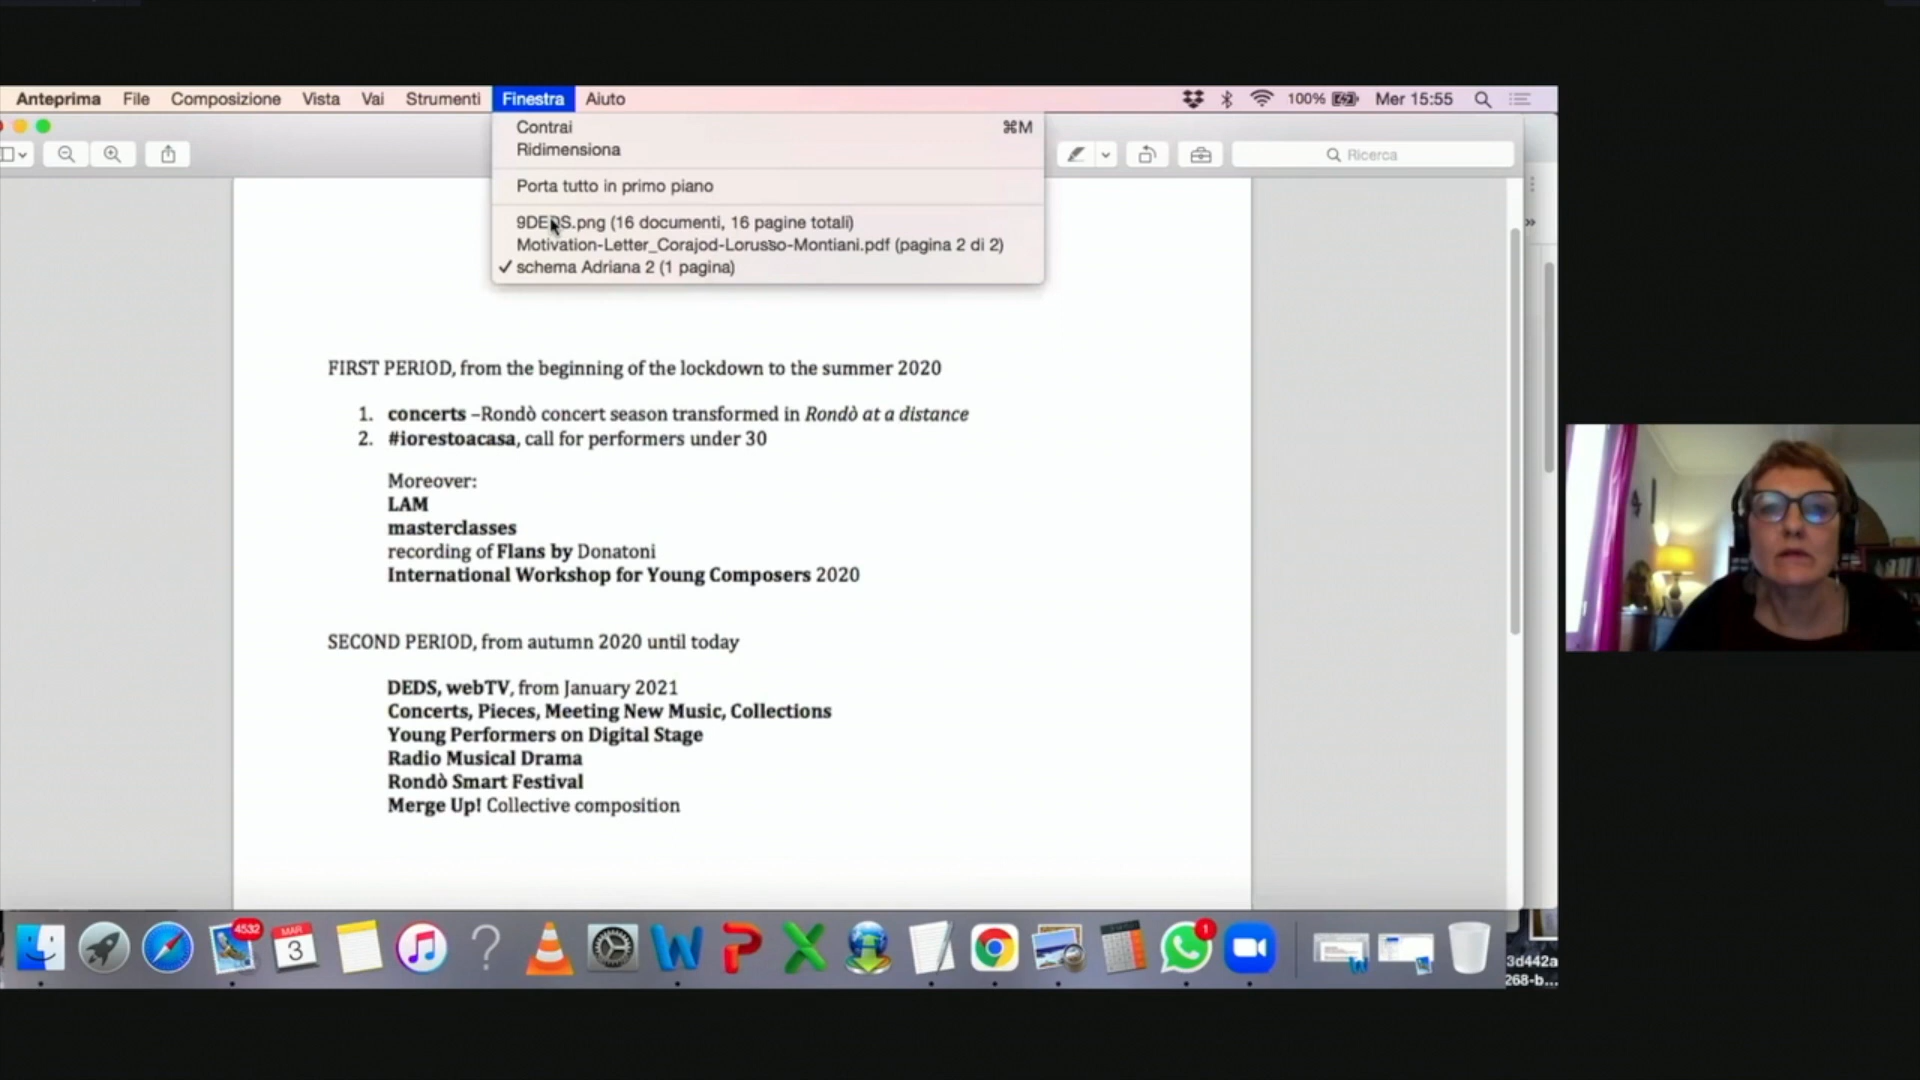 Anteprima File Composizione Vista Vai Strumenti Finestra Aiuto 100% Mer 15:55
Contrai ⌘M
Ridimensiona
Porta tutto in primo piano
9DEDS.png (16 documenti, 16 pagine totali)
Motivation-Letter_Corajod-Lorusso-Montiani.pdf (pagina 2 di 2)
✓ schema Adriana 2 (1 pagina)
Ricerca
»
FIRST PERIOD, from the beginning of the lockdown to the summer 2020
1. concerts –Rondò concert season transformed in Rondò at a distance
2. #iorestoacasa, call for performers under 30
Moreover:
LAM
masterclasses
recording of Flans by Donatoni
International Workshop for Young Composers 2020
SECOND PERIOD, from autumn 2020 until today
DEDS, webTV, from January 2021
Concerts, Pieces, Meeting New Music, Collections
Young Performers on Digital Stage
Radio Musical Drama
Rondò Smart Festival
Merge Up! Collective composition
4532
MAR
3
1
3d442a
268-b...